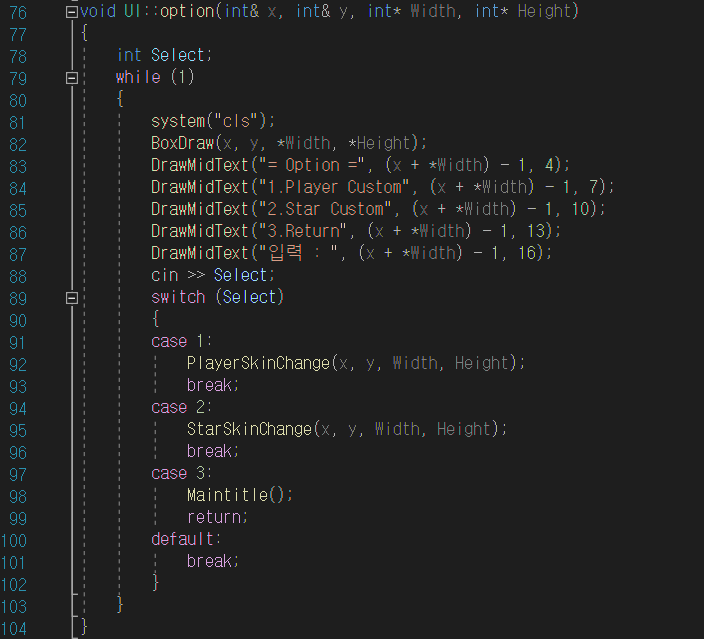 76 void UI::option(int& x, int& y, int* Width, int* Height)
77 {
78 int Select;
79 while (1)
80 {
81 system("cls");
82 BoxDraw(x, y, *Width, *Height);
83 DrawMidText("= Option =", (x + *Width) - 1, 4);
84 DrawMidText("1.Player Custom", (x + *Width) - 1, 7);
85 DrawMidText("2.Star Custom", (x + *Width) - 1, 10);
86 DrawMidText("3.Return", (x + *Width) - 1, 13);
87 DrawMidText("입력 : ", (x + *Width) - 1, 16);
88 cin >> Select;
89 switch (Select)
90 {
91 case 1:
92 PlayerSkinChange(x, y, Width, Height);
93 break;
94 case 2:
95 StarSkinChange(x, y, Width, Height);
96 break;
97 case 3:
98 Maintitle();
99 return;
100 default:
101 break;
102 }
103 }
104 }